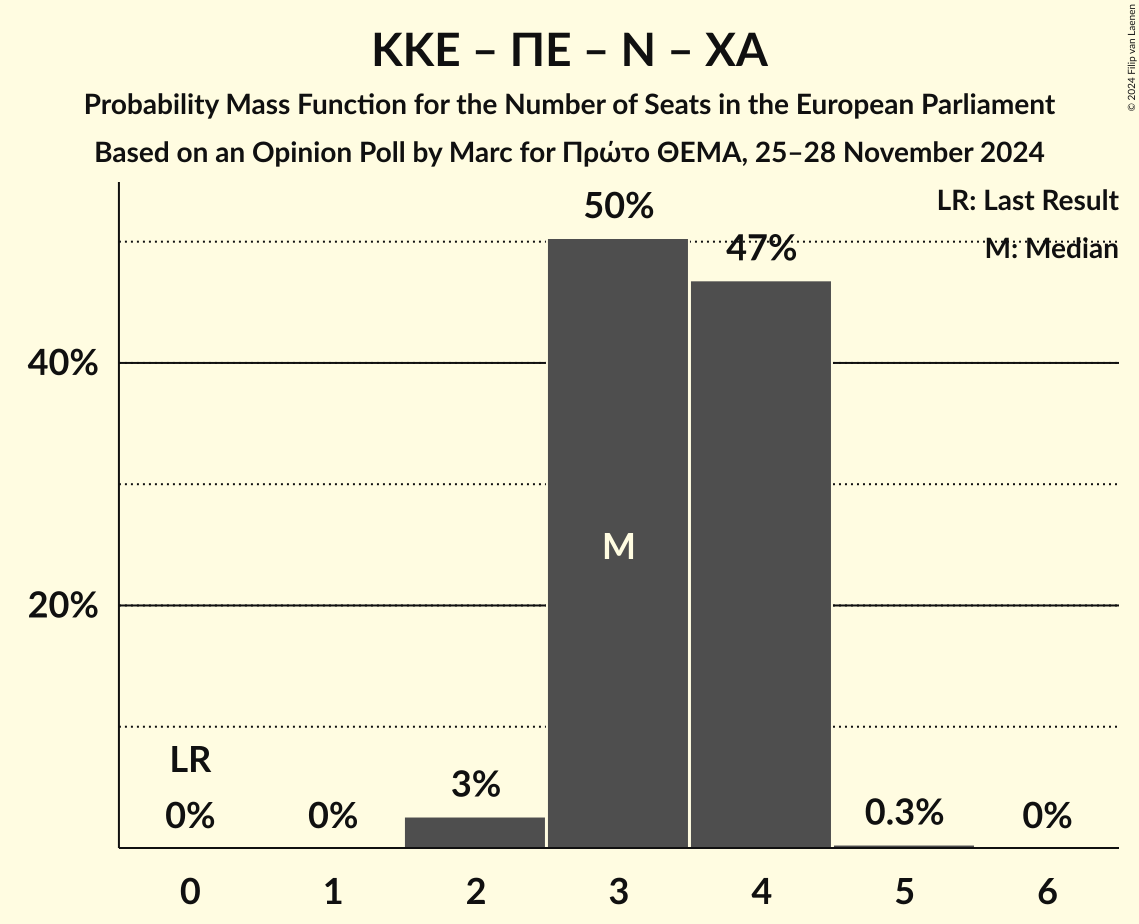 ΚΚΕ – ΠΕ – Ν – ΧΑ
Probability Mass Function for the Number of Seats in the European Parliament
Based on an Opinion Poll by Marc for Πρώτο ΘΕΜΑ, 25–28 November 2024
© 2024 Filip van Laenen
LR: Last Result
M: Median
50%
47%
40%
M
20%
LR
0%
0%
3%
0.3%
0%
0 1 2 3 4 5 6